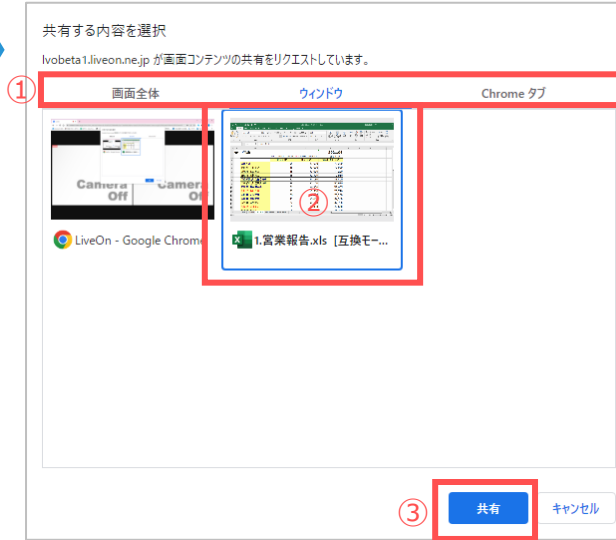 共有する内容を選択
lvobeta1.liveon.ne.jp が画面コンテンツの共有をリクエストしています。
① 画面全体 ウィンドウ Chrome タブ
Camera Off Camera Off
②
LiveOn - Google Chrome 1.営業報告.xls [互換モー...
③ 共有 キャンセル